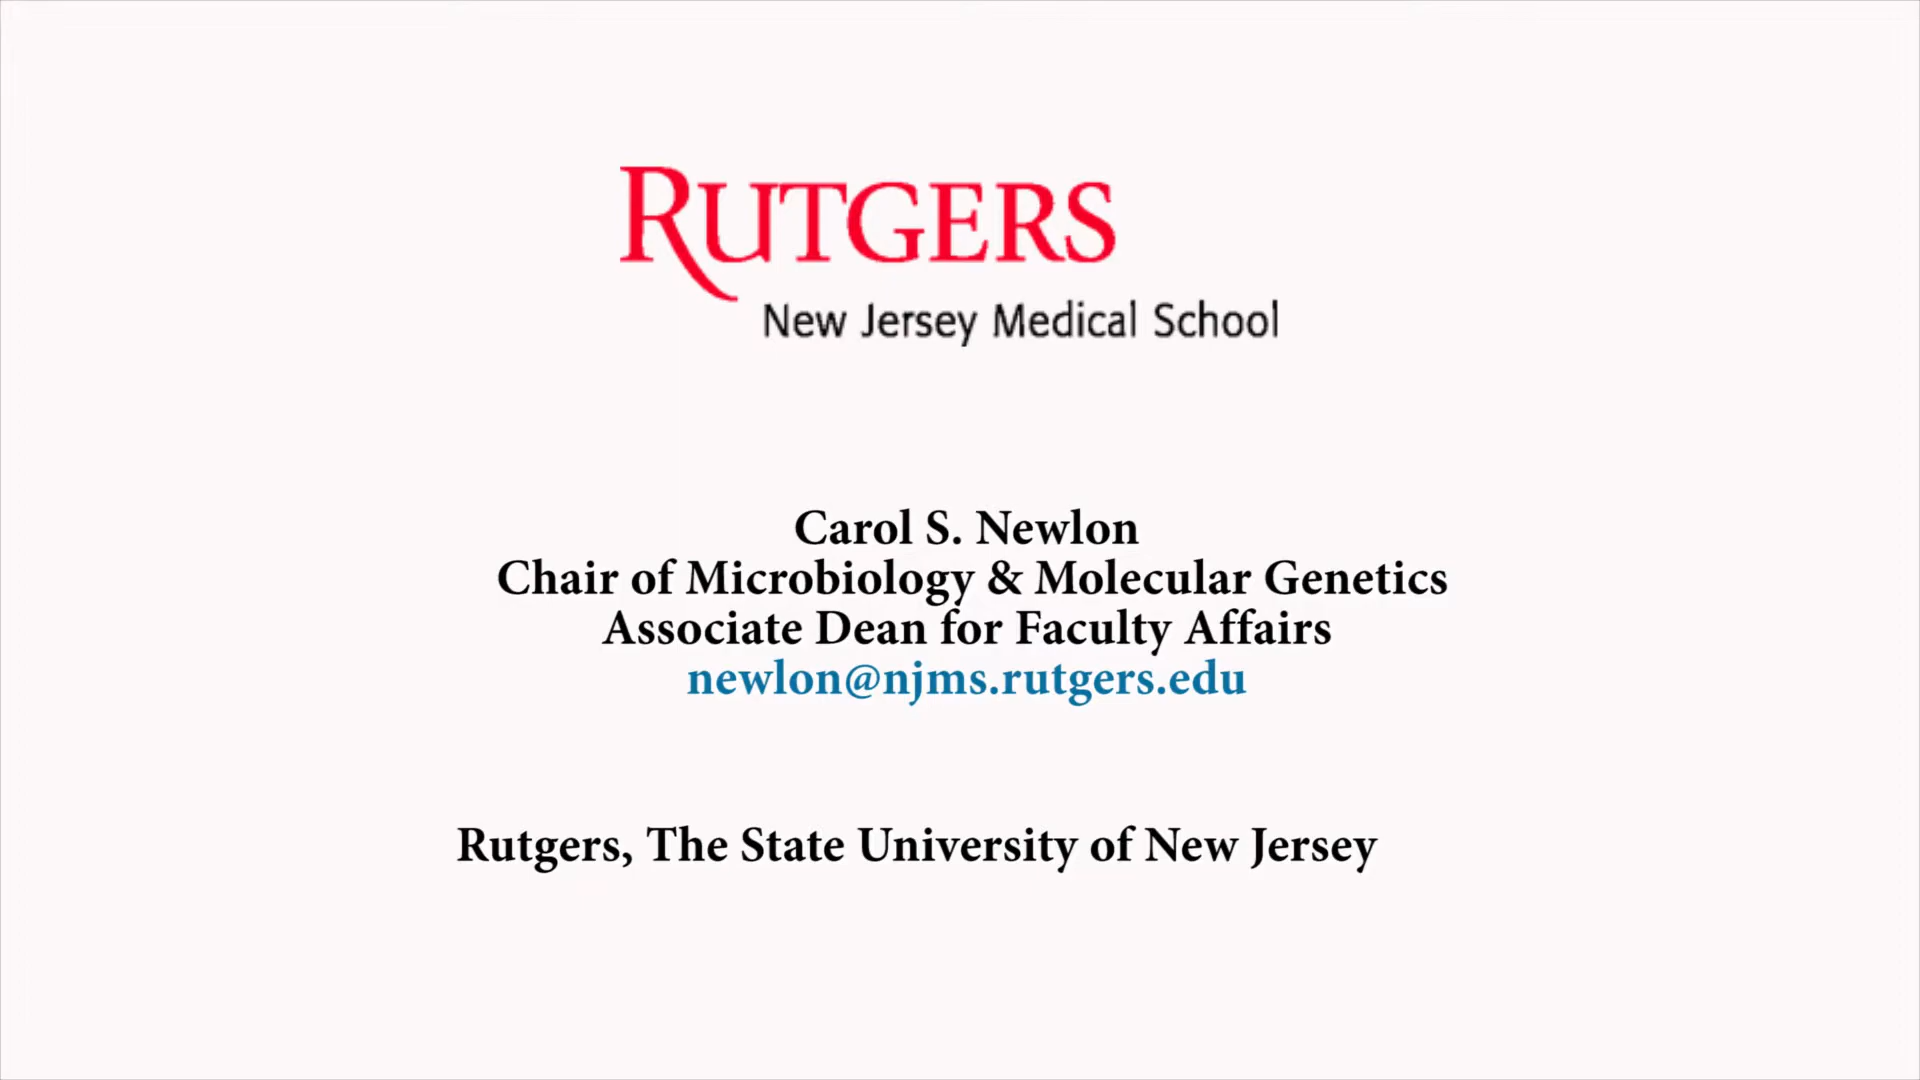 RUTGERS
New Jersey Medical School
Carol S. Newlon
Chair of Microbiology & Molecular Genetics
Associate Dean for Faculty Affairs
newlon@njms.rutgers.edu
Rutgers, The State University of New Jersey